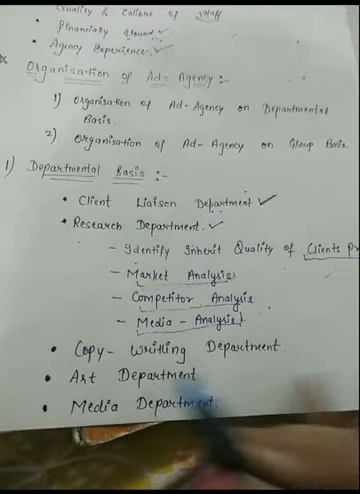 Quality & Calibre of Staff
• Financially Sound
• Agency Experience.
Organisation of Ad-Agency :-
1) Organisation of Ad-Agency on Departmental Basis.
2) Organisation of Ad-Agency on Group Basis
1) Departmental Basis :-
• Client Liaison Department
• Research Department.
- Identify Inherit Quality of Clients
- Market Analysis
- Competitor Analysis
- Media - Analysis
• Copy-Writing Department.
• Art Department
• Media Department.